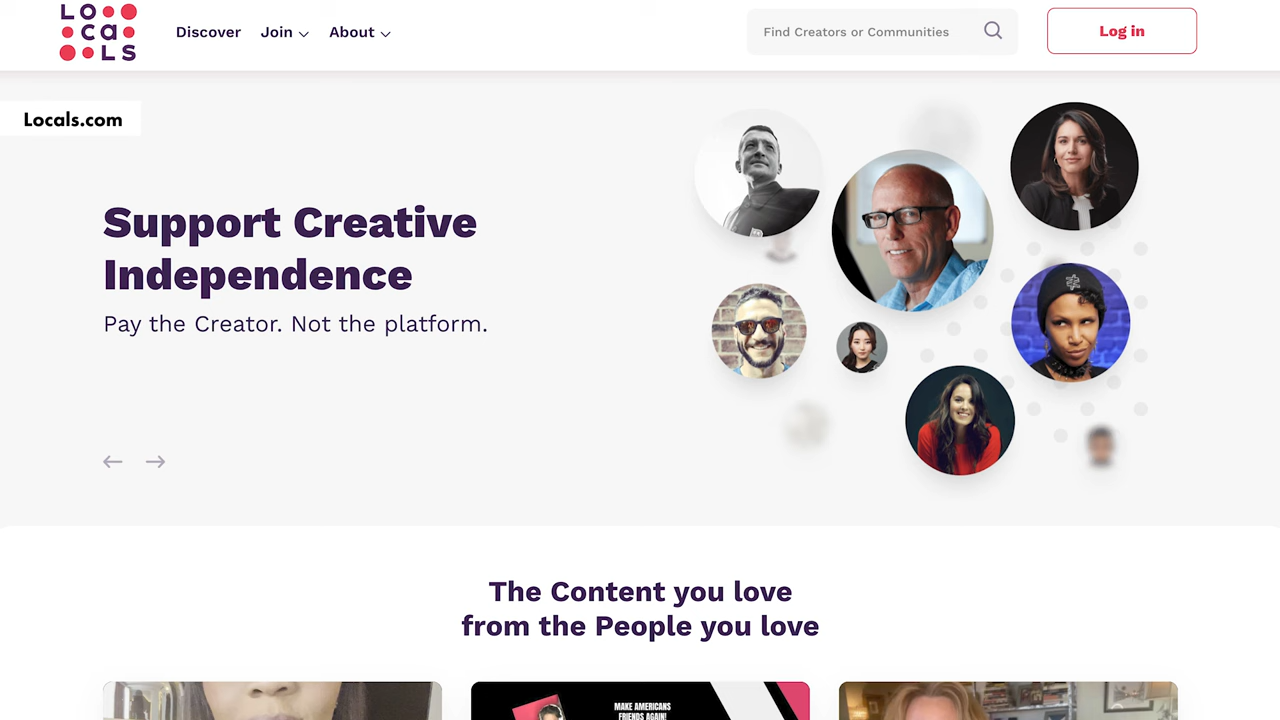 LO
ca
LS
Discover
Join
About
Find Creators or Communities
Log in
Locals.com
Support Creative
Independence
Pay the Creator. Not the platform.
The Content you love
from the People you love
MAKE AMERICANS
FRIENDS AGAIN!